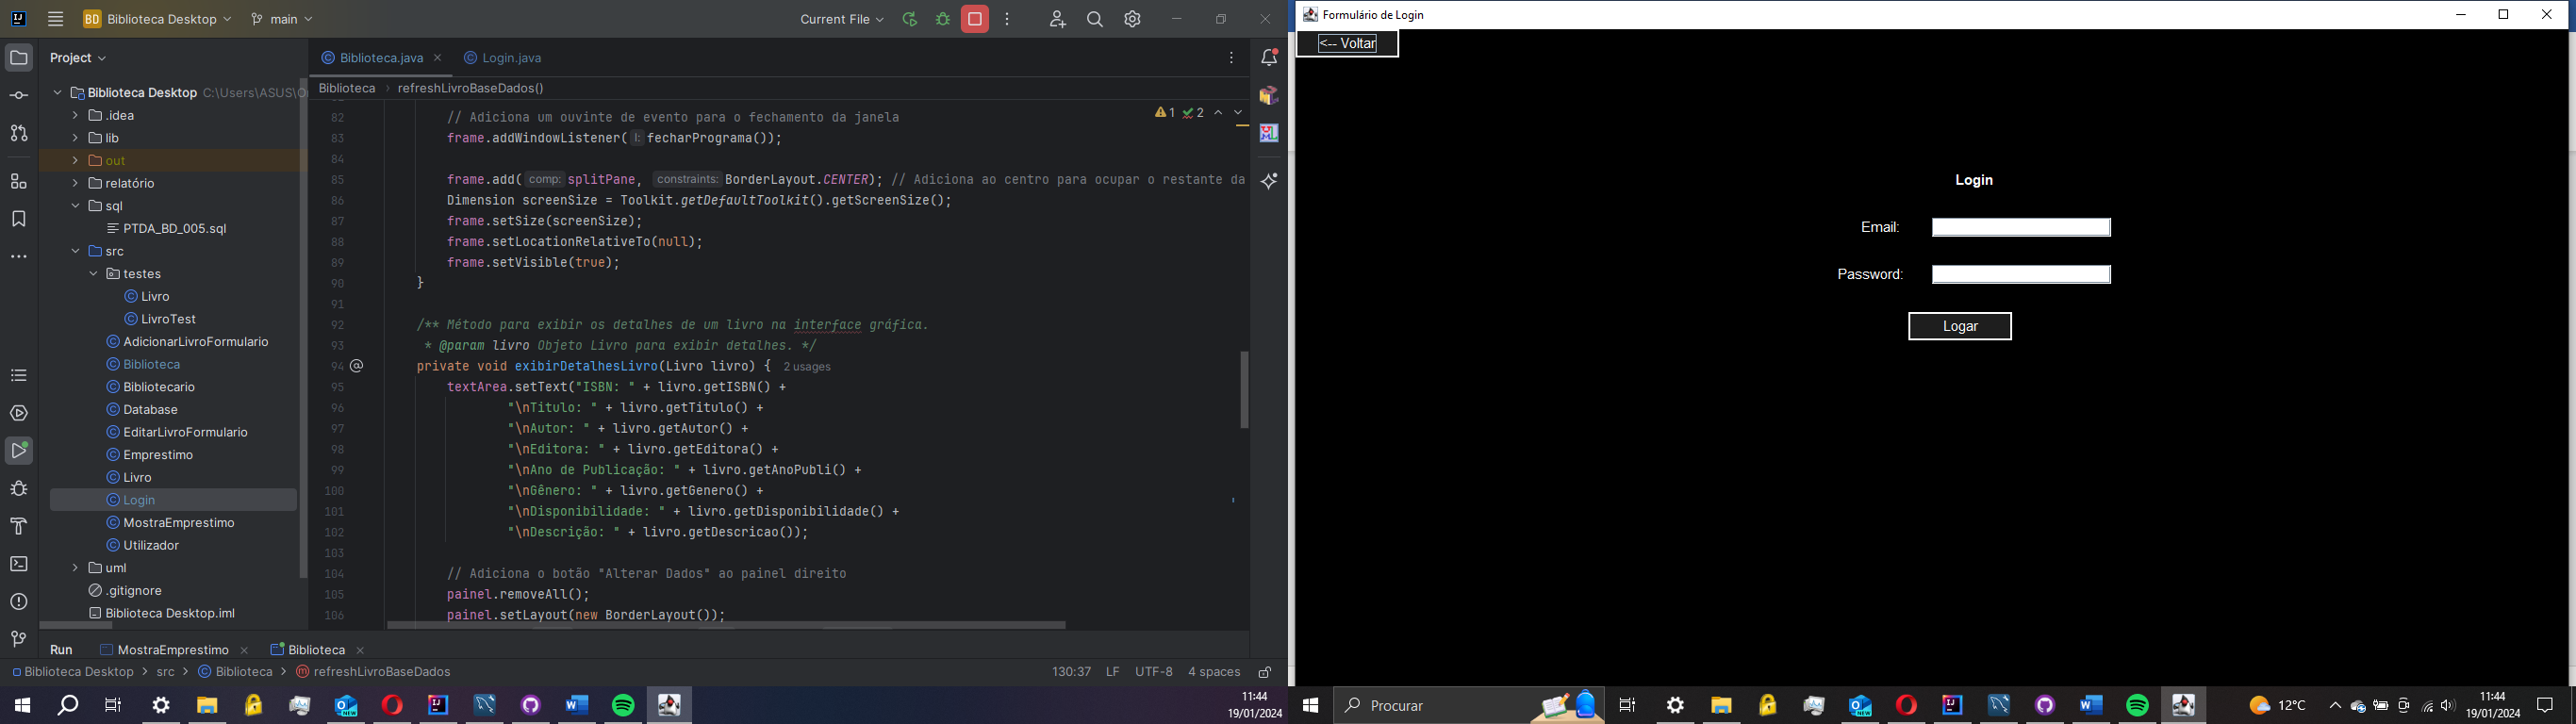 BD Biblioteca Desktop
main
Current File
Project
Biblioteca.java
Login.java
Biblioteca Desktop C:\Users\ASUS\O
Biblioteca refreshLivroBaseDados()
.idea
lib
out
relatório
sql
PTDA_BD_005.sql
src
testes
Livro
LivroTest
AdicionarLivroFormulario
Biblioteca
Bibliotecario
Database
EditarLivroFormulario
Emprestimo
Livro
Login
MostraEmprestimo
Utilizador
uml
.gitignore
Biblioteca Desktop.iml
1 2
82 // Adiciona um ouvinte de evento para o fechamento da janela
83 frame.addWindowListener( l: fecharPrograma());
84
85 frame.add( comp: splitPane, constraints: BorderLayout.CENTER); // Adiciona ao centro para ocupar o restante da
86 Dimension screenSize = Toolkit.getDefaultToolkit().getScreenSize();
87 frame.setSize(screenSize);
88 frame.setLocationRelativeTo(null);
89 frame.setVisible(true);
90 }
91
92 /** Método para exibir os detalhes de um livro na interface gráfica.
93 * @param livro Objeto Livro para exibir detalhes. */
94 private void exibirDetalhesLivro(Livro livro) { 2 usages
95 textArea.setText("ISBN: " + livro.getISBN() +
96 "\nTitulo: " + livro.getTitulo() +
97 "\nAutor: " + livro.getAutor() +
98 "\nEditora: " + livro.getEditora() +
99 "\nAno de Publicação: " + livro.getAnoPubli() +
100 "\nGênero: " + livro.getGenero() +
101 "\nDisponibilidade: " + livro.getDisponibilidade() +
102 "\nDescrição: " + livro.getDescricao());
103
104 // Adiciona o botão "Alterar Dados" ao painel direito
105 painel.removeAll();
106 painel.setLayout(new BorderLayout());
Run MostraEmprestimo Biblioteca
Biblioteca Desktop src Biblioteca refreshLivroBaseDados
130:37 LF UTF-8 4 spaces
11:44
19/01/2024
Formulário de Login
<-- Voltar
Login
Email:
Password:
Logar
Procurar
12°C
11:44
19/01/2024